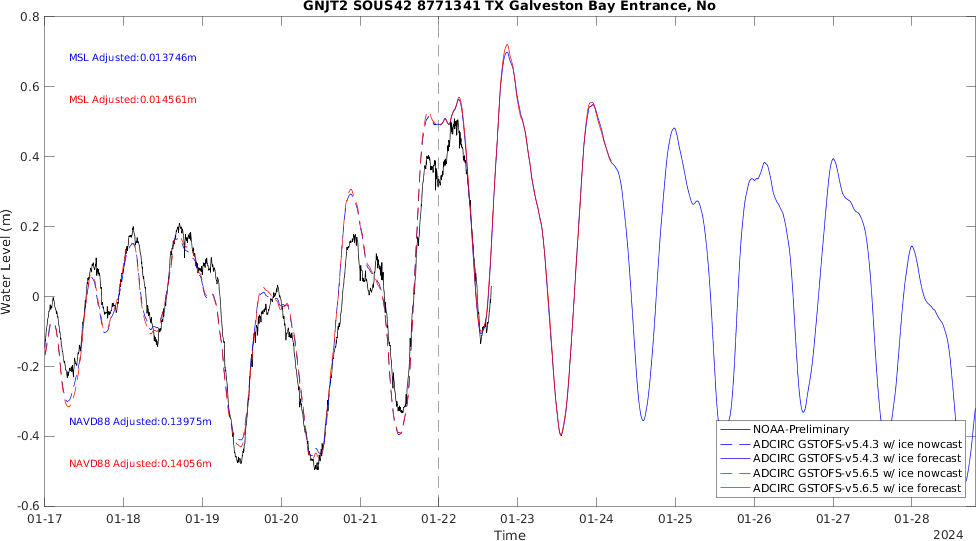 GNJT2 SOUS42 8771341 TX Galveston Bay Entrance, No
0.8
0.6
0.4
0.2
0
-0.2
-0.4
-0.6
Water Level (m)
MSL Adjusted:0.013746m
MSL Adjusted:0.014561m
NAVD88 Adjusted:0.13975m
NAVD88 Adjusted:0.14056m
NOAA-Preliminary
ADCIRC GSTOFS-v5.4.3 w/ ice nowcast
ADCIRC GSTOFS-v5.4.3 w/ ice forecast
ADCIRC GSTOFS-v5.6.5 w/ ice nowcast
ADCIRC GSTOFS-v5.6.5 w/ ice forecast
01-17 01-18 01-19 01-20 01-21 01-22 01-23 01-24 01-25 01-26 01-27 01-28
Time
2024